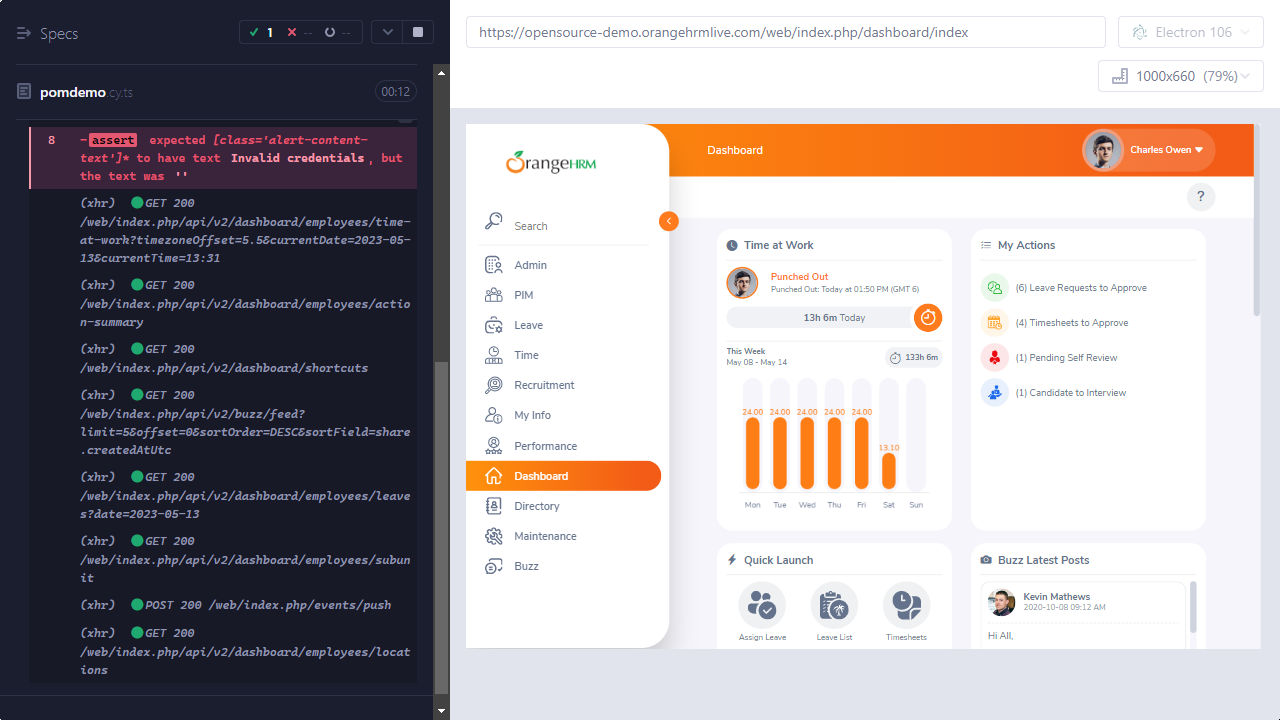 Specs
1
--
--
pomdemo.cy.ts
00:12
8
-assert expected [class='alert-content-
text']* to have text Invalid credentials, but
the text was ''
(xhr) GET 200
/web/index.php/api/v2/dashboard/employees/time-
at-work?timezoneOffset=5.5&currentDate=2023-05-
13&currentTime=13:31
(xhr) GET 200
/web/index.php/api/v2/dashboard/employees/actio
n-summary
(xhr) GET 200
/web/index.php/api/v2/dashboard/shortcuts
(xhr) GET 200
/web/index.php/api/v2/buzz/feed?
limit=5&offset=0&sortOrder=DESC&sortField=share
.createdAtUtc
(xhr) GET 200
/web/index.php/api/v2/dashboard/employees/leave
s?date=2023-05-13
(xhr) GET 200
/web/index.php/api/v2/dashboard/employees/subun
it
(xhr) POST 200 /web/index.php/events/push
(xhr) GET 200
/web/index.php/api/v2/dashboard/employees/locat
ions
https://opensource-demo.orangehrmlive.com/web/index.php/dashboard/index
Electron 106
1000x660 (79%)
OrangeHRM
Search
Admin
PIM
Leave
Time
Recruitment
My Info
Performance
Dashboard
Directory
Maintenance
Buzz
Dashboard
Charles Owen
?
Time at Work
Punched Out
Punched Out: Today at 01:50 PM (GMT 6)
13h 6m Today
This Week
May 08 - May 14
133h 6m
24.00 24.00 24.00 24.00 24.00
13.10
Mon Tue Wed Thu Fri Sat Sun
My Actions
(6) Leave Requests to Approve
(4) Timesheets to Approve
(1) Pending Self Review
(1) Candidate to Interview
Quick Launch
Assign Leave
Leave List
Timesheets
Buzz Latest Posts
Kevin Mathews
2020-10-08 09:12 AM
Hi All,